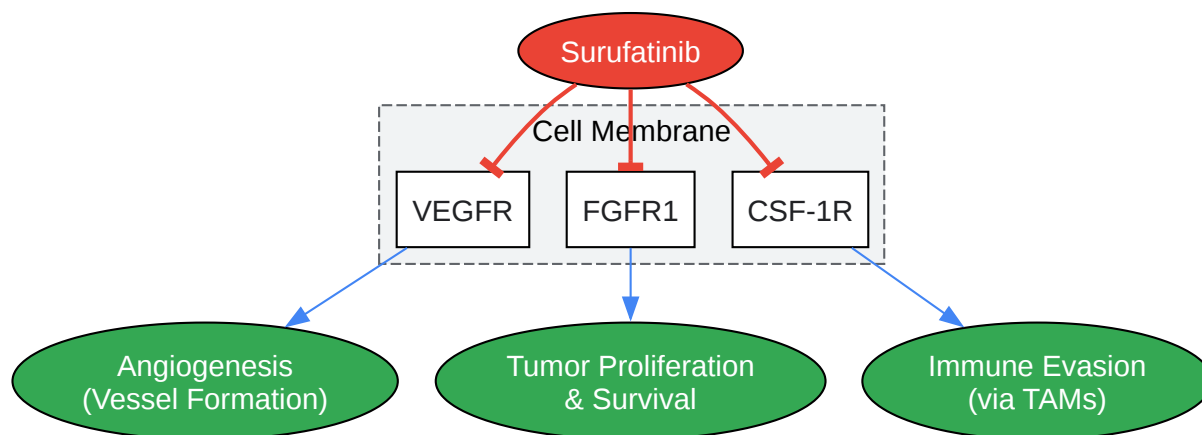 Surufatinib
Cell Membrane
VEGFR
FGFR1
CSF-1R
Angiogenesis
(Vessel Formation)
Tumor Proliferation
& Survival
Immune Evasion
(via TAMs)